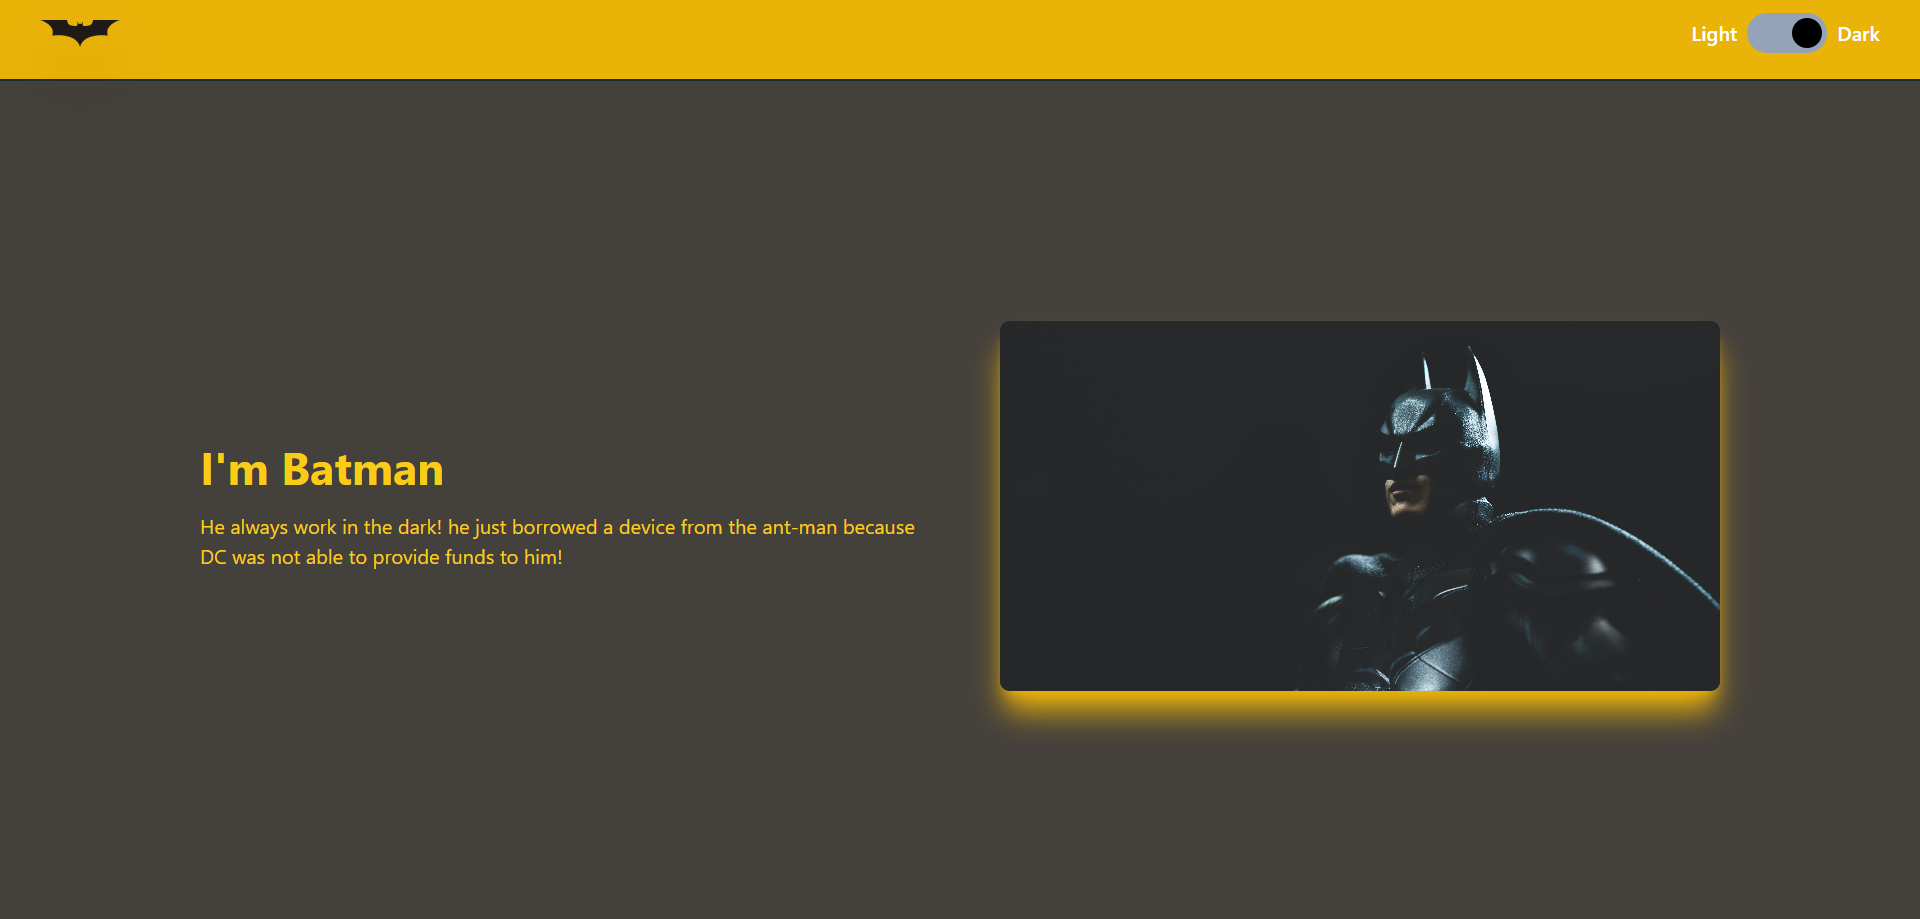 Light Dark
I'm Batman
He always work in the dark! he just borrowed a device from the ant-man because
DC was not able to provide funds to him!